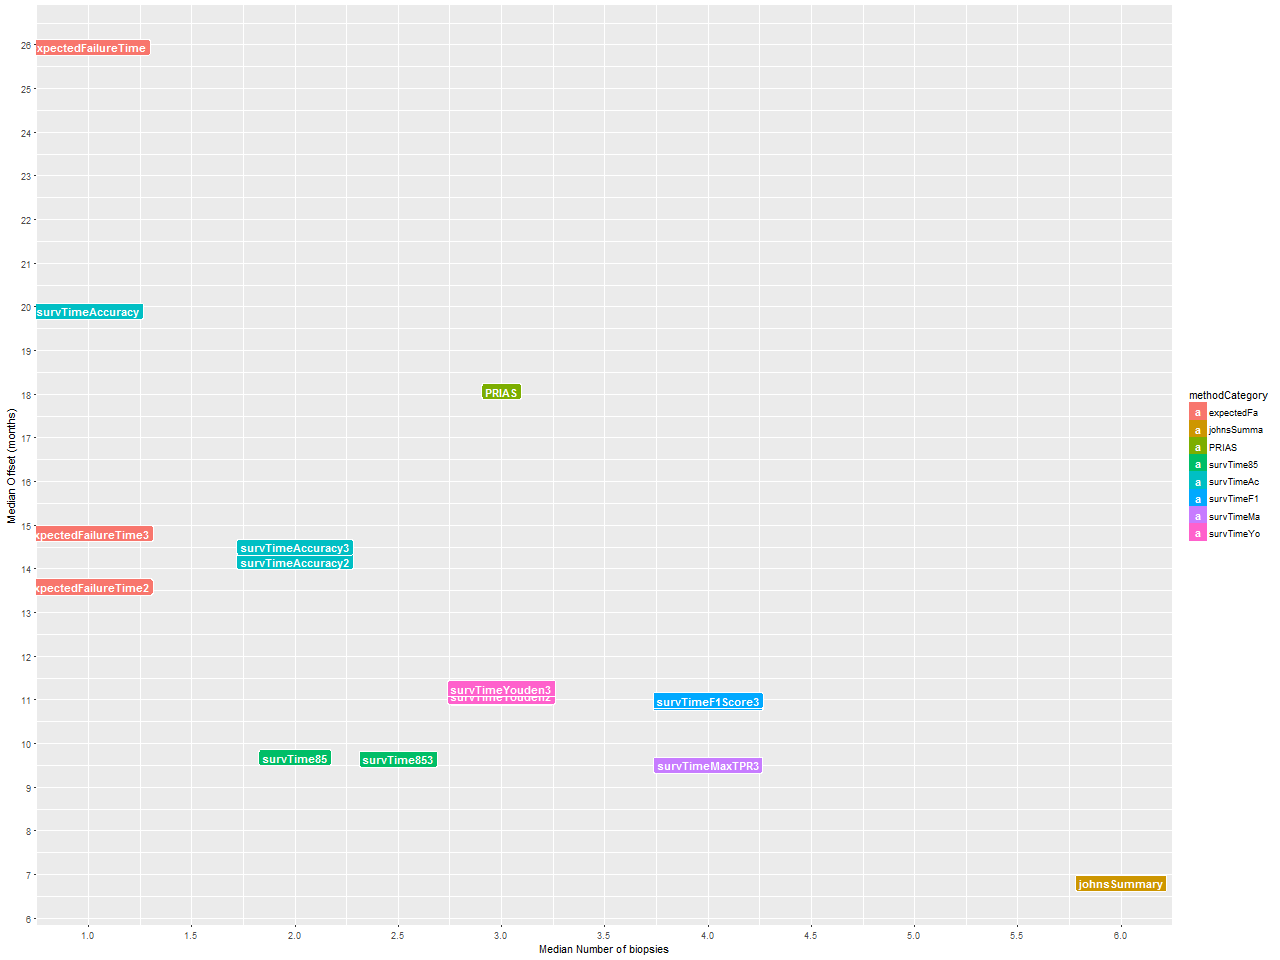 26
25
24
23
22
21
20
19
18
17
16
15
14
13
12
11
10
9
8
7
6
Median Offset (months)
xpectedFailureTime
survTimeAccuracy
PRIAS
xpectedFailureTime3
survTimeAccuracy3
survTimeAccuracy2
xpectedFailureTime2
survTimeYouden3
survTimeYouden2
survTimeF1Score3
survTime85
survTime853
survTimeMaxTPR3
johnsSummary
1.0 1.5 2.0 2.5 3.0 3.5 4.0 4.5 5.0 5.5 6.0
Median Number of biopsies
methodCategory
a expectedFa
a johnsSumma
a PRIAS
a survTime85
a survTimeAc
a survTimeF1
a survTimeMa
a survTimeYo